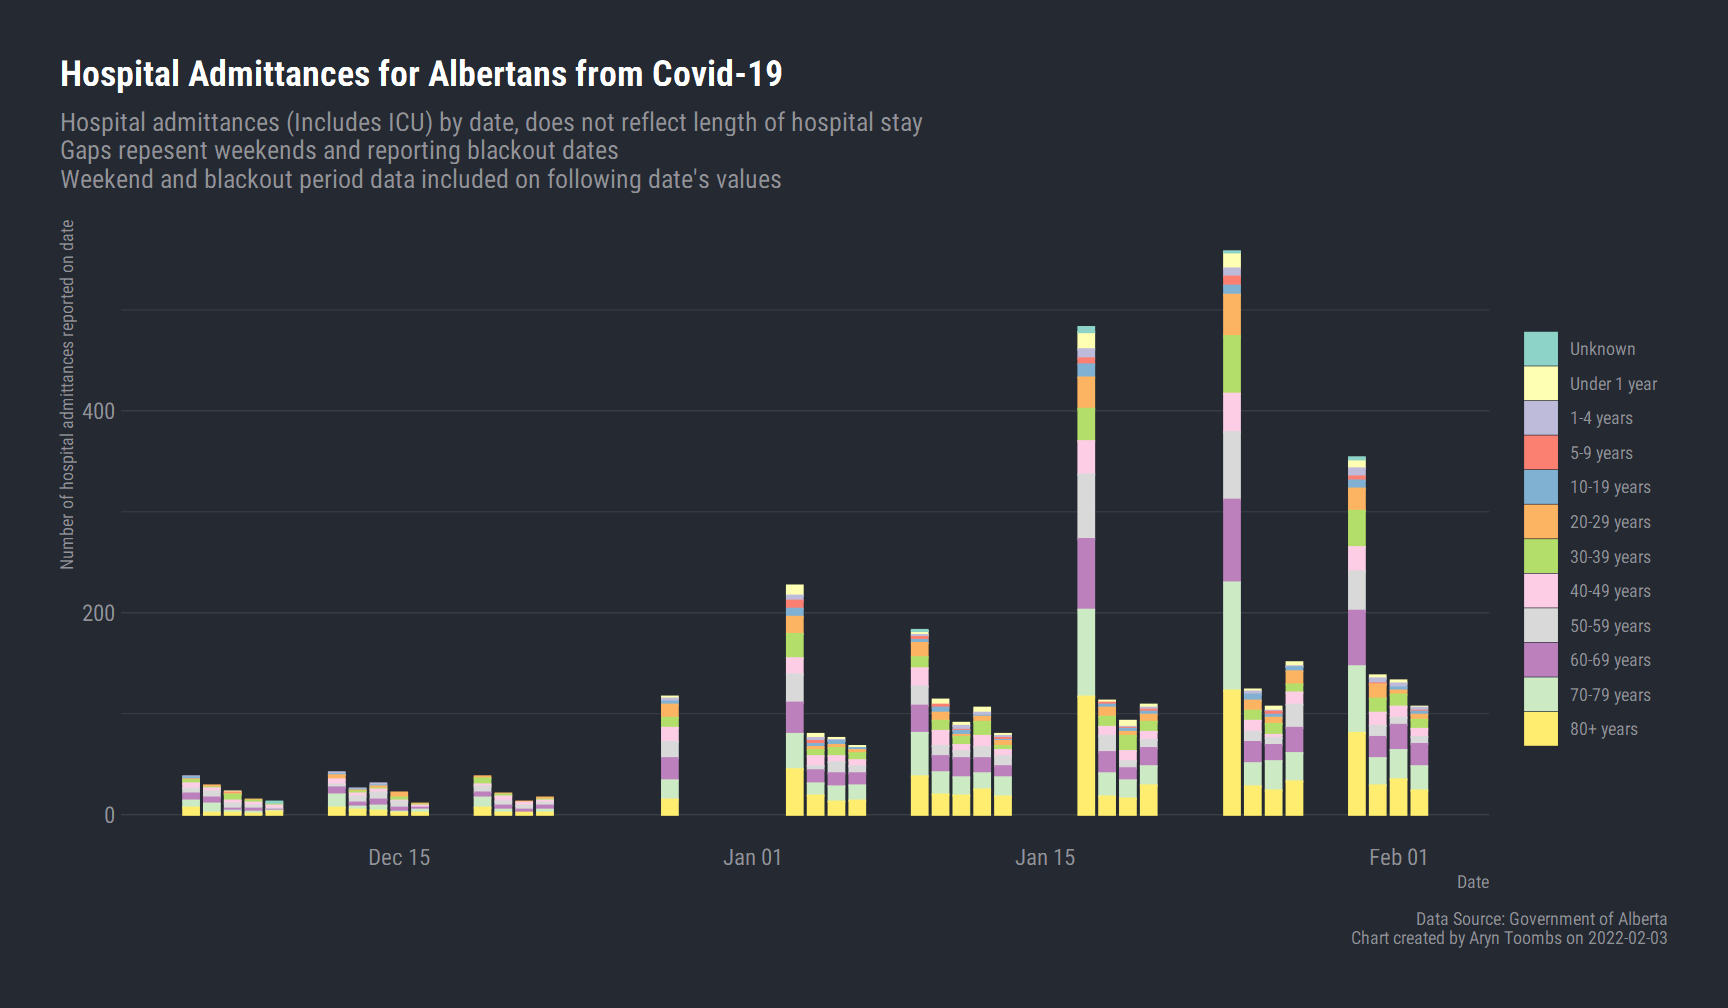 Hospital Admittances for Albertans from Covid-19
Hospital admittances (Includes ICU) by date, does not reflect length of hospital stay
Gaps repesent weekends and reporting blackout dates
Weekend and blackout period data included on following date's values
Number of hospital admittances reported on date
400
200
0
Dec 15
Jan 01
Jan 15
Feb 01
Date
Unknown
Under 1 year
1-4 years
5-9 years
10-19 years
20-29 years
30-39 years
40-49 years
50-59 years
60-69 years
70-79 years
80+ years
Data Source: Government of Alberta
Chart created by Aryn Toombs on 2022-02-03